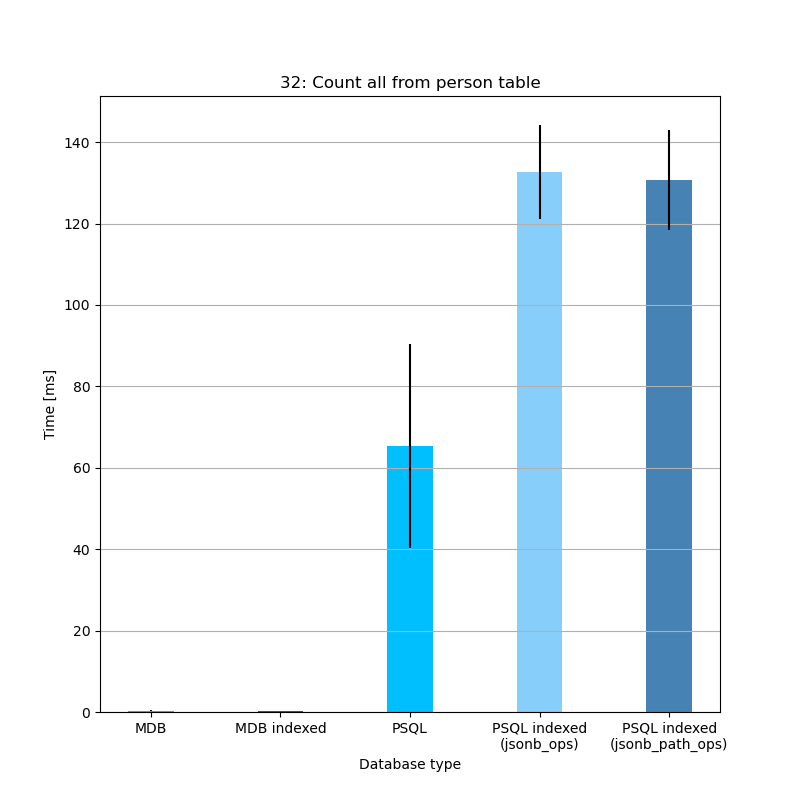 32: Count all from person table
140
120
100
80
60
40
20
0
Time [ms]
MDB
MDB indexed
PSQL
PSQL indexed
(jsonb_ops)
PSQL indexed
(jsonb_path_ops)
Database type